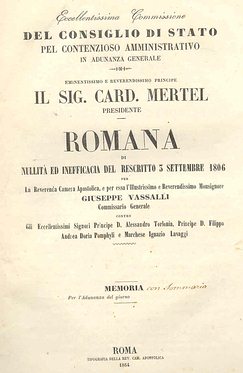 Eccellentissima Commissione
DEL CONSIGLIO DI STATO
PEL CONTENZIOSO AMMINISTRATIVO
IN ADUNANZA GENERALE
EMINENTISSIMO E REVERENDISSIMO PRINCIPE
IL SIG. CARD. MERTEL
PRESIDENTE
ROMANA
DI
NULLITÀ ED INEFFICACIA DEL RESCRITTO 3 SETTEMBRE 1806
PER
La Reverenda Camera Apostolica, e per essa l'Illustrissimo e Reverendissimo Monsignore
GIUSEPPE VASSALLI
Commissario Generale
CONTRO
Gli Eccellentissimi Signori Principe D. Alessandro Torlonia, Principe D. Filippo
Andrea Doria Pamphyli e Marchese Ignazio Lavaggi
MEMORIA con Sommario
Per l'Adunanza del giorno
ROMA
TIPOGRAFIA DELLA REV. CAM. APOSTOLICA
1864